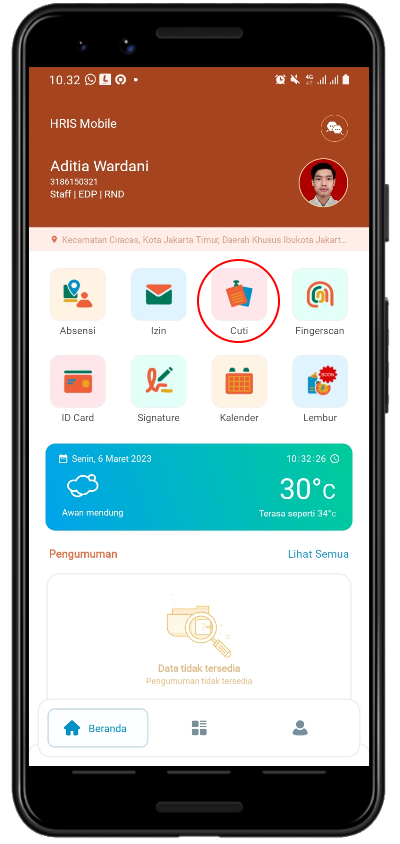 10.32
4G
HRIS Mobile
Aditia Wardani
3186150321
Staff | EDP | RND
Kecamatan Ciracas, Kota Jakarta Timur, Daerah Khusus Ibukota Jakart...
Absensi Izin Cuti Fingerscan
SOON
ID Card Signature Kalender Lembur
Senin, 6 Maret 2023 10:32:26
30°C
Awan mendung Terasa seperti 34°c
Pengumuman Lihat Semua
Data tidak tersedia
Pengumuman tidak tersedia
Beranda